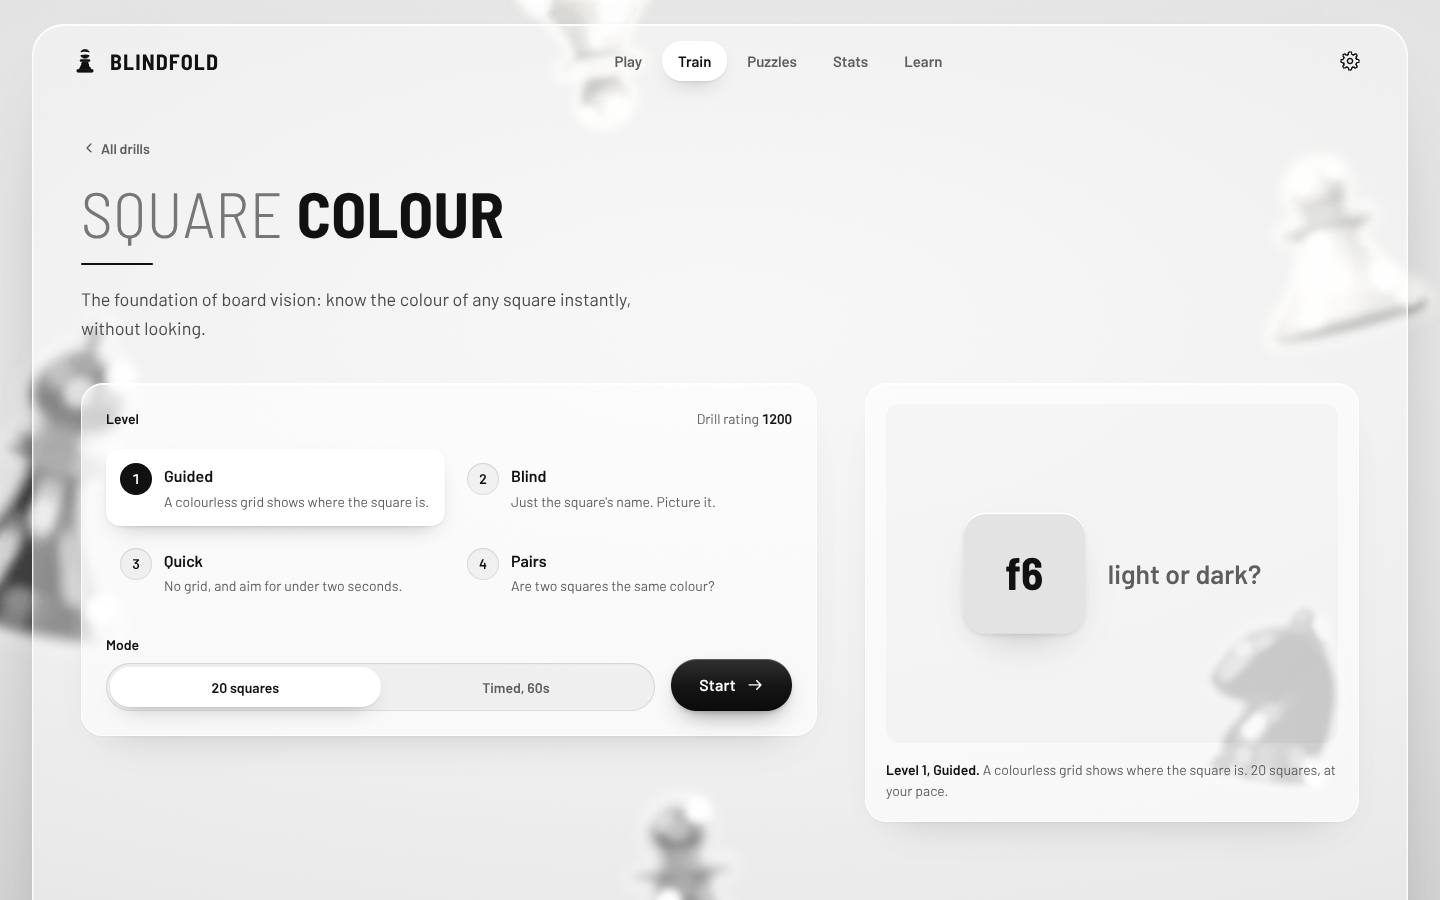 BLINDFOLD
Play Train Puzzles Stats Learn
All drills
SQUARE COLOUR
The foundation of board vision: know the colour of any square instantly,
without looking.
Level
Drill rating 1200
1 Guided
A colourless grid shows where the square is.
2 Blind
Just the square's name. Picture it.
3 Quick
No grid, and aim for under two seconds.
4 Pairs
Are two squares the same colour?
Mode
20 squares
Timed, 60s
Start
f6 light or dark?
Level 1, Guided. A colourless grid shows where the square is. 20 squares, at
your pace.